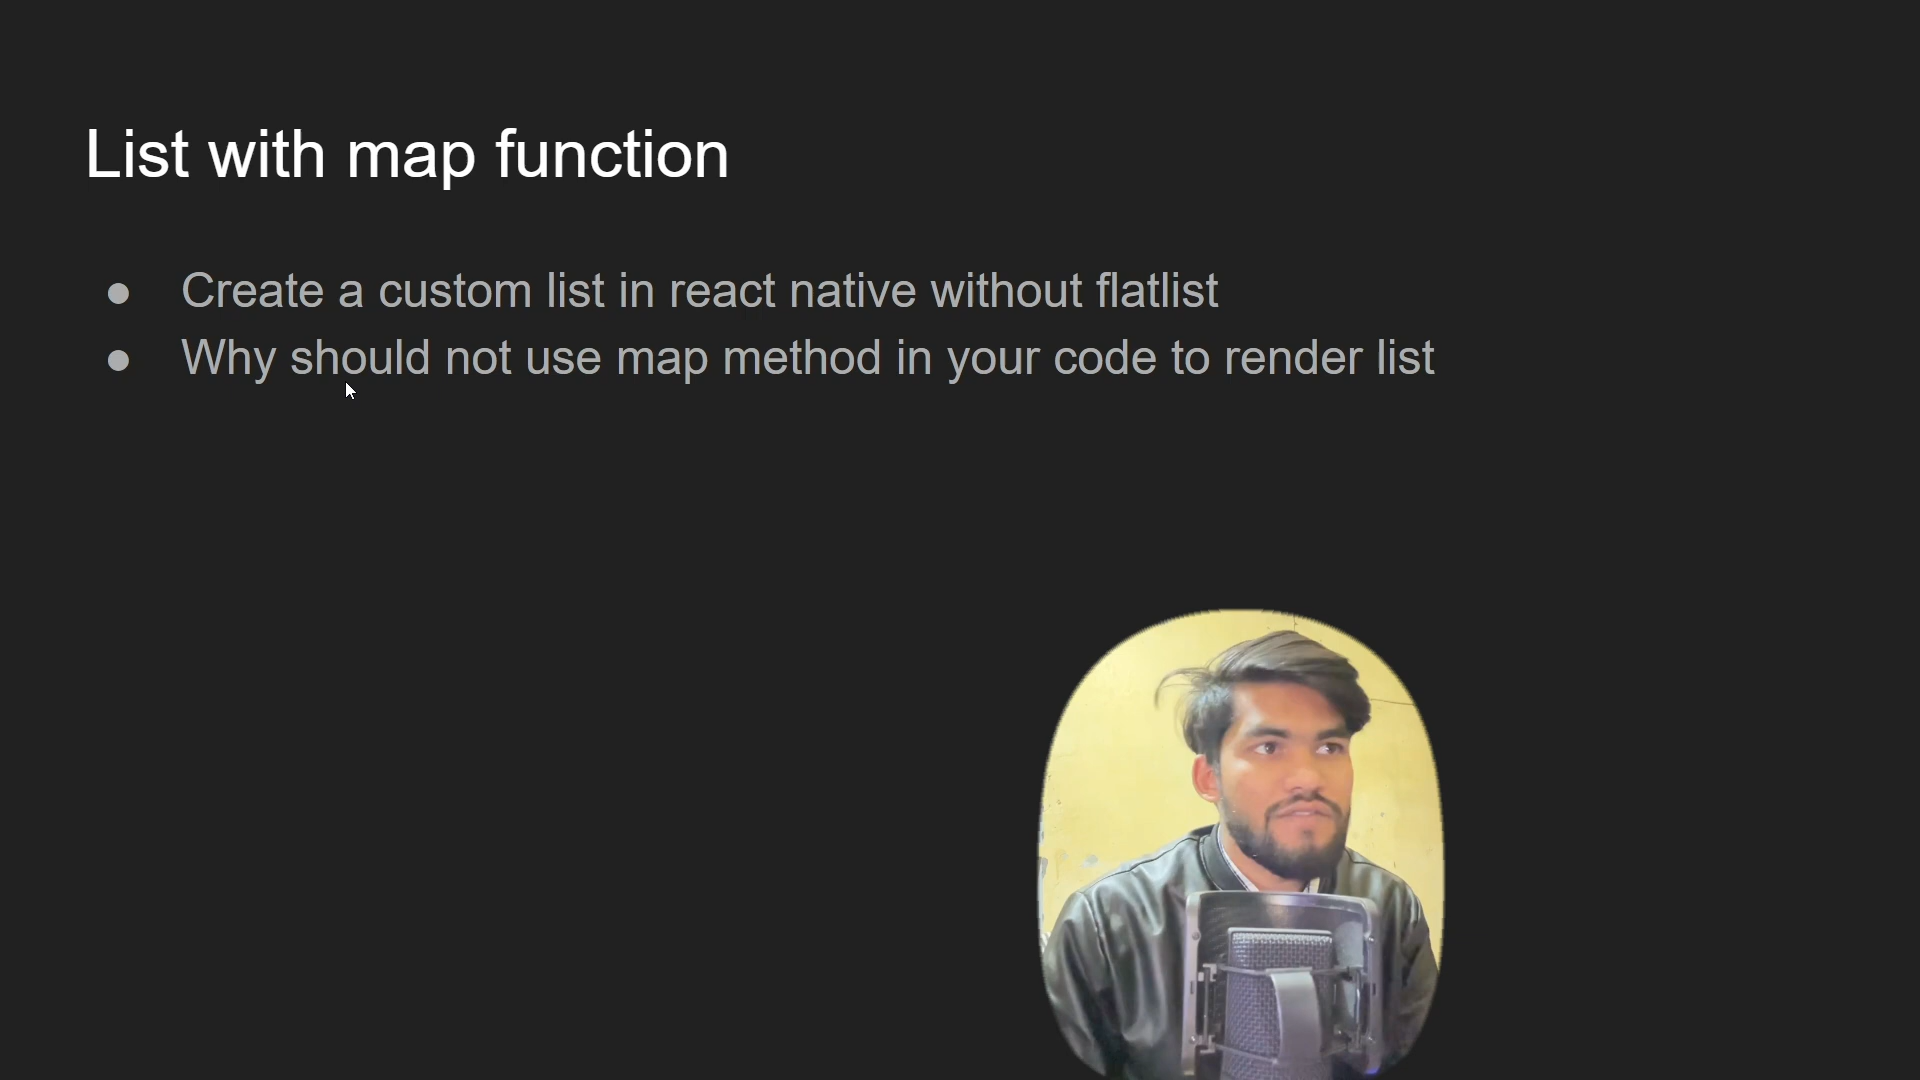 List with map function
● Create a custom list in react native without flatlist
● Why should not use map method in your code to render list